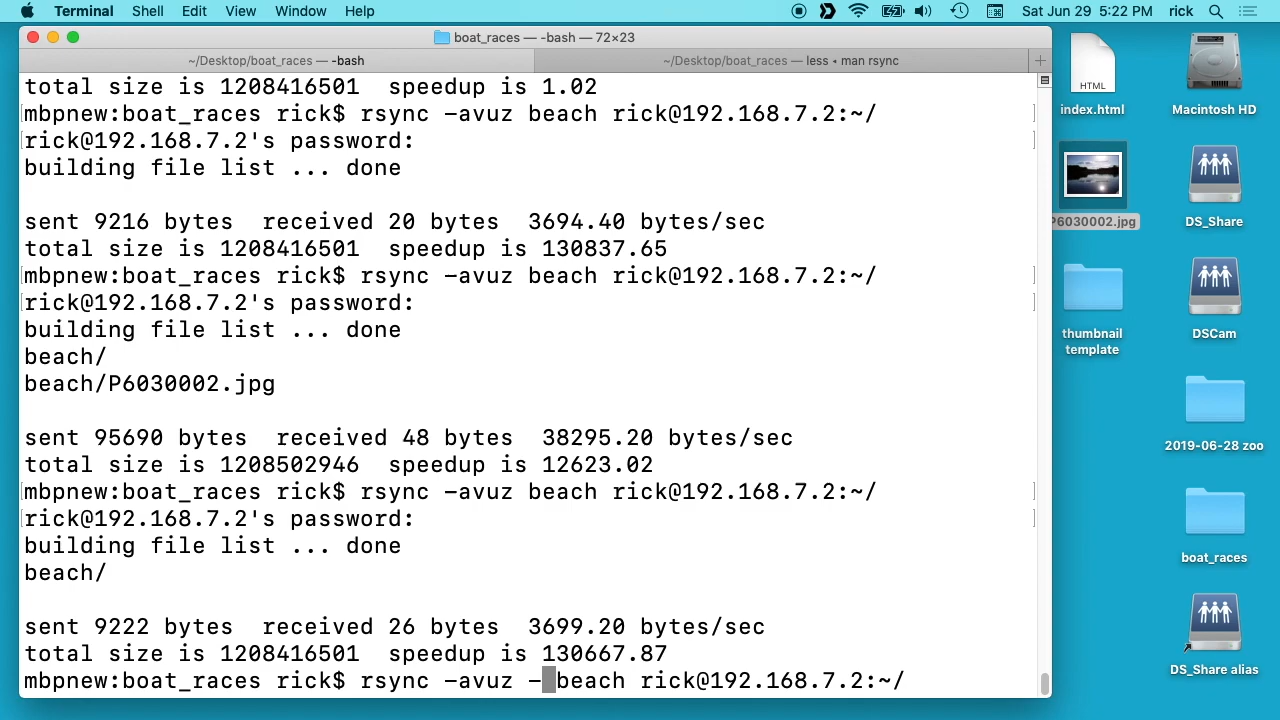 Terminal Shell Edit View Window Help Sat Jun 29 5:22 PM rick
boat_races — -bash — 72×23
~/Desktop/boat_races — -bash ~/Desktop/boat_races — less ◂ man rsync
total size is 1208416501  speedup is 1.02
mbpnew:boat_races rick$ rsync -avuz beach rick@192.168.7.2:~/
rick@192.168.7.2's password:
building file list ... done
sent 9216 bytes  received 20 bytes  3694.40 bytes/sec
total size is 1208416501  speedup is 130837.65
mbpnew:boat_races rick$ rsync -avuz beach rick@192.168.7.2:~/
rick@192.168.7.2's password:
building file list ... done
beach/
beach/P6030002.jpg
sent 95690 bytes  received 48 bytes  38295.20 bytes/sec
total size is 1208502946  speedup is 12623.02
mbpnew:boat_races rick$ rsync -avuz beach rick@192.168.7.2:~/
rick@192.168.7.2's password:
building file list ... done
beach/
sent 9222 bytes  received 26 bytes  3699.20 bytes/sec
total size is 1208416501  speedup is 130667.87
mbpnew:boat_races rick$ rsync -avuz - beach rick@192.168.7.2:~/
HTML
index.html
P6030002.jpg
thumbnail
template
Macintosh HD
DS_Share
DSCam
2019-06-28 zoo
boat_races
DS_Share alias